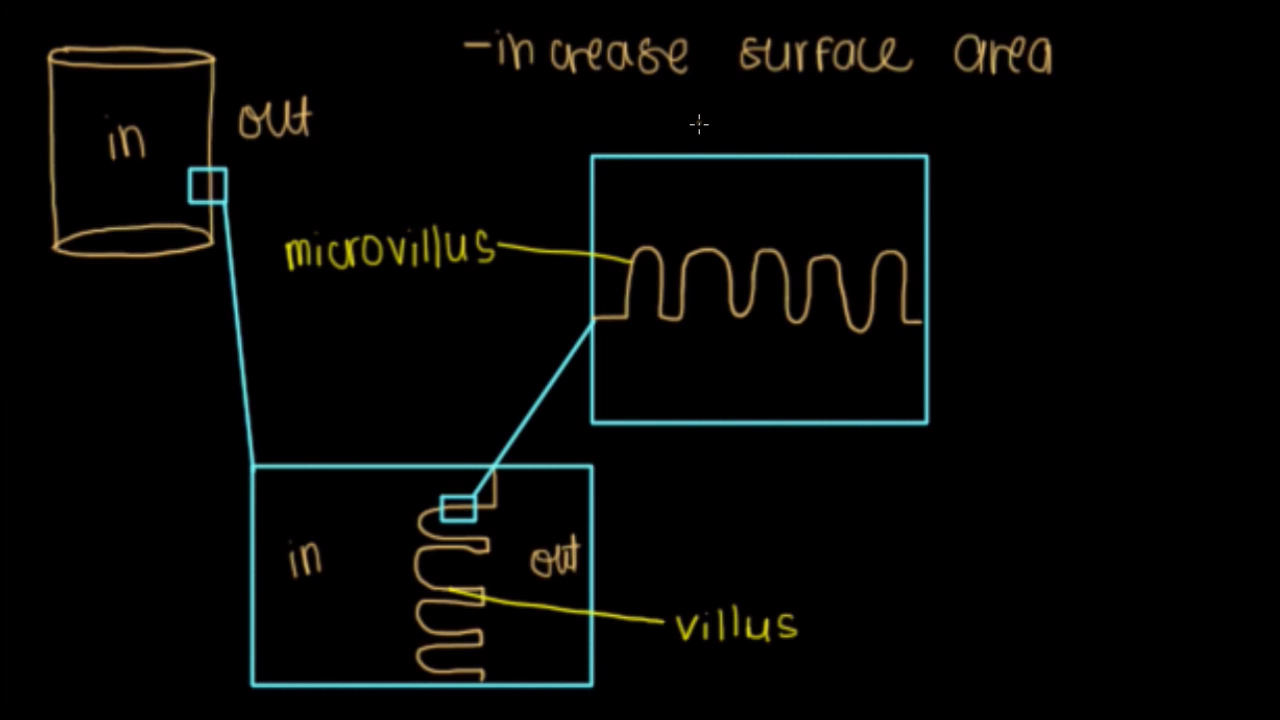 -increase surface area
in
out
microvillus
in
out
villus